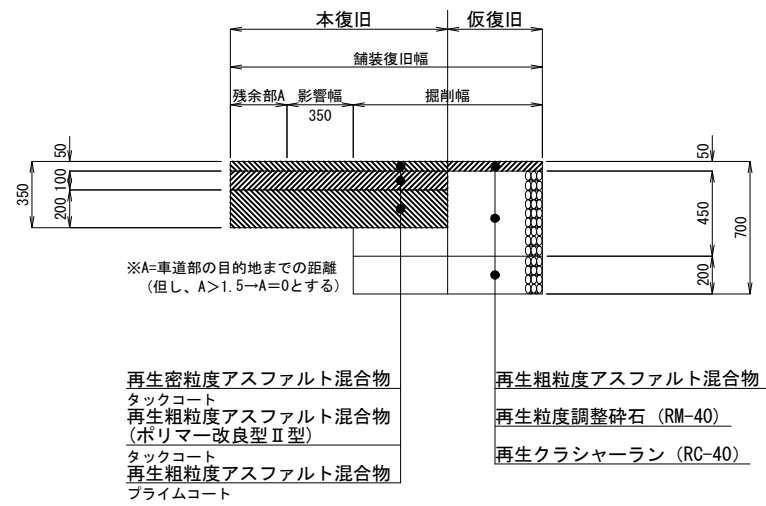 本復旧 仮復旧
舗装復旧幅
残余部A 影響幅 掘削幅
350
50 50
350 100 200
450 700
200
※A=車道部の目的地までの距離
(但し、A＞1.5→A＝0とする)
再生密粒度アスファルト混合物
タックコート
再生粗粒度アスファルト混合物
(ポリマー改良型Ⅱ型)
タックコート
再生粗粒度アスファルト混合物
プライムコート
再生粗粒度アスファルト混合物
再生粒度調整砕石 (RM-40)
再生クラシャーラン (RC-40)